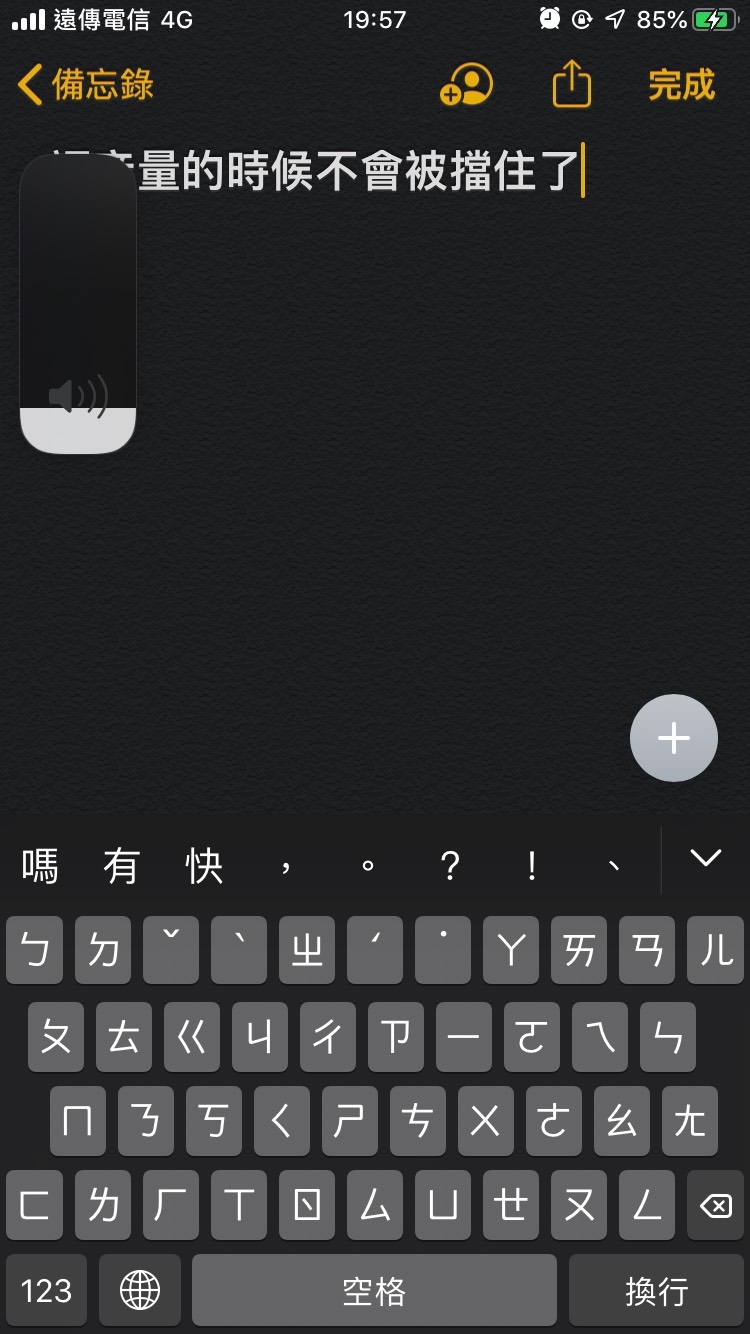 遠傳電信 4G 19:57 85%
備忘錄 完成
音量的時候不會被擋住了
嗎 有 快 , 。 ? ! 、
ㄅ ㄉ ˇ ˋ ㄓ ˊ ˙ ㄚ ㄞ ㄢ ㄦ
ㄆ ㄊ ㄍ ㄐ ㄔ ㄗ ㄧ ㄛ ㄟ ㄣ
ㄇ ㄋ ㄎ ㄑ ㄕ ㄘ ㄨ ㄜ ㄠ ㄤ
ㄈ ㄌ ㄏ ㄒ ㄖ ㄙ ㄩ ㄝ ㄡ ㄥ
123 空格 換行